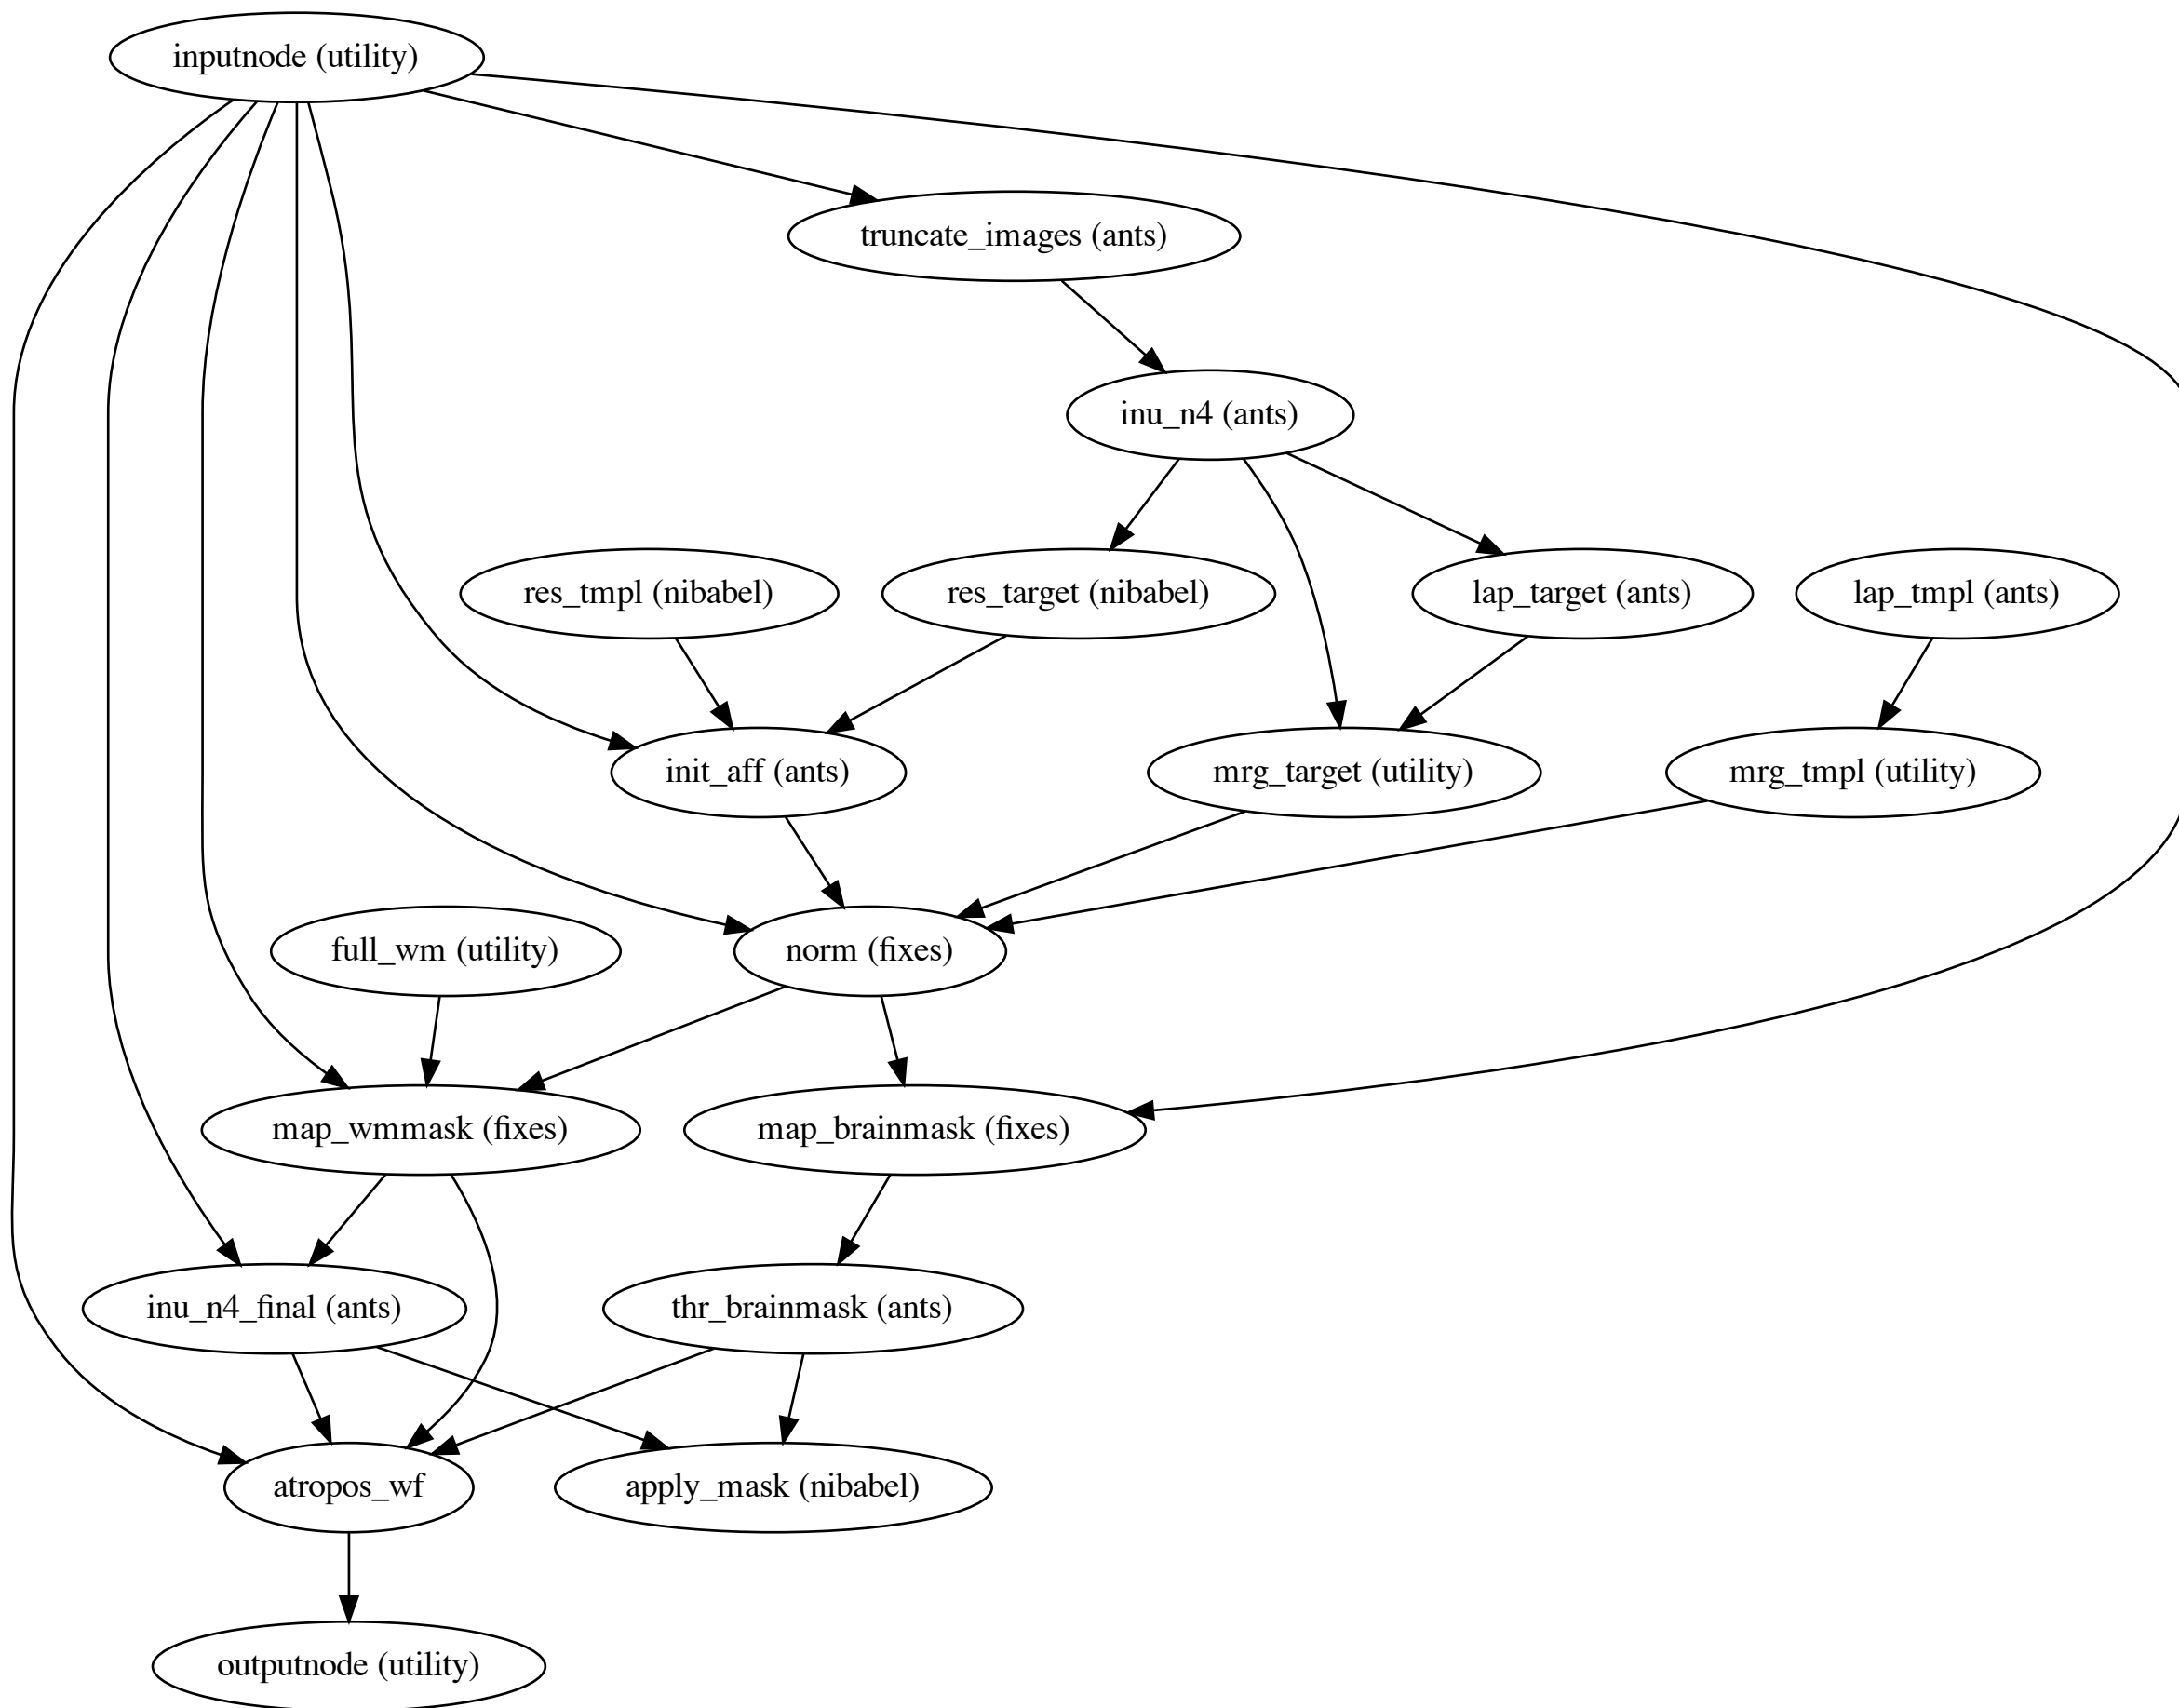 inputnode (utility)
truncate_images (ants)
inu_n4 (ants)
res_tmpl (nibabel)
res_target (nibabel)
lap_target (ants)
lap_tmpl (ants)
init_aff (ants)
mrg_target (utility)
mrg_tmpl (utility)
full_wm (utility)
norm (fixes)
map_wmmask (fixes)
map_brainmask (fixes)
inu_n4_final (ants)
thr_brainmask (ants)
atropos_wf
apply_mask (nibabel)
outputnode (utility)